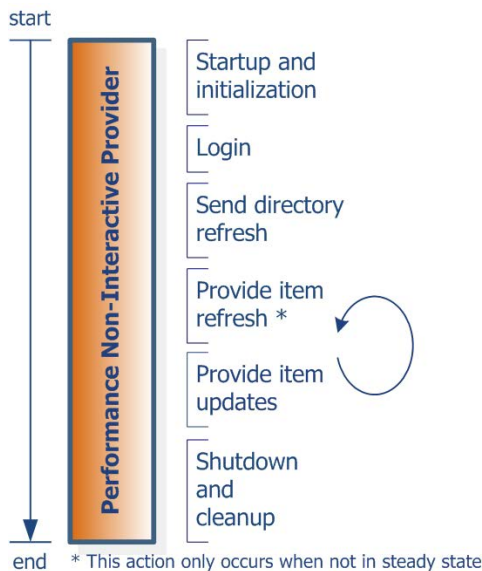 start
Performance Non-Interactive Provider
Startup and
initialization
Login
Send directory
refresh
Provide item
refresh *
Provide item
updates
Shutdown
and
cleanup
end
* This action only occurs when not in steady state